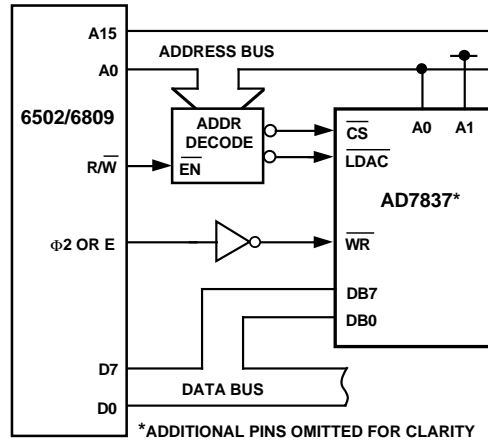 A15
ADDRESS BUS
A0
6502/6809
ADDR
DECODE
EN
CS
A0
A1
LDAC
R/W
AD7837*
Φ2 OR E
WR
DB7
DB0
D7
DATA BUS
D0
*ADDITIONAL PINS OMITTED FOR CLARITY